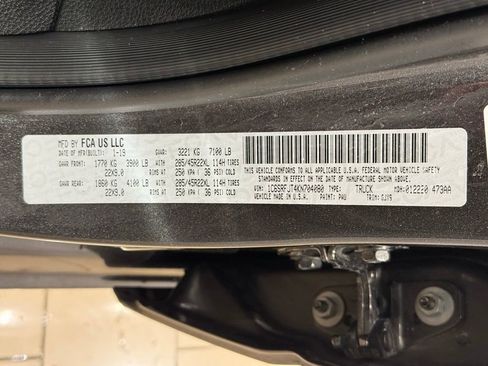 MFD BY FCA US LLC
DATE OF MFR(BUILT): 1-19 GVWR: 3221 KG 7100 LB
GAWR FRONT: 1770 KG 3900 LB WITH 285/45R22XL 114H TIRES
22X9.0 RIMS AT 250 KPA ( 36 PSI) COLD
GAWR REAR: 1860 KG 4100 LB WITH 285/45R22XL 114H TIRES
22X9.0 RIMS AT 250 KPA ( 36 PSI) COLD
THIS VEHICLE CONFORMS TO ALL APPLICABLE U.S.A. FEDERAL MOTOR VEHICLE SAFETY
STANDARDS IN EFFECT ON THE DATE OF MANUFACTURE SHOWN ABOVE.
VIN: 1C6SRFJT4KN704080 TYPE: TRUCK MDH: 012220 473AA
VEHICLE MADE IN U.S.A. PAINT: PAU TRIM: